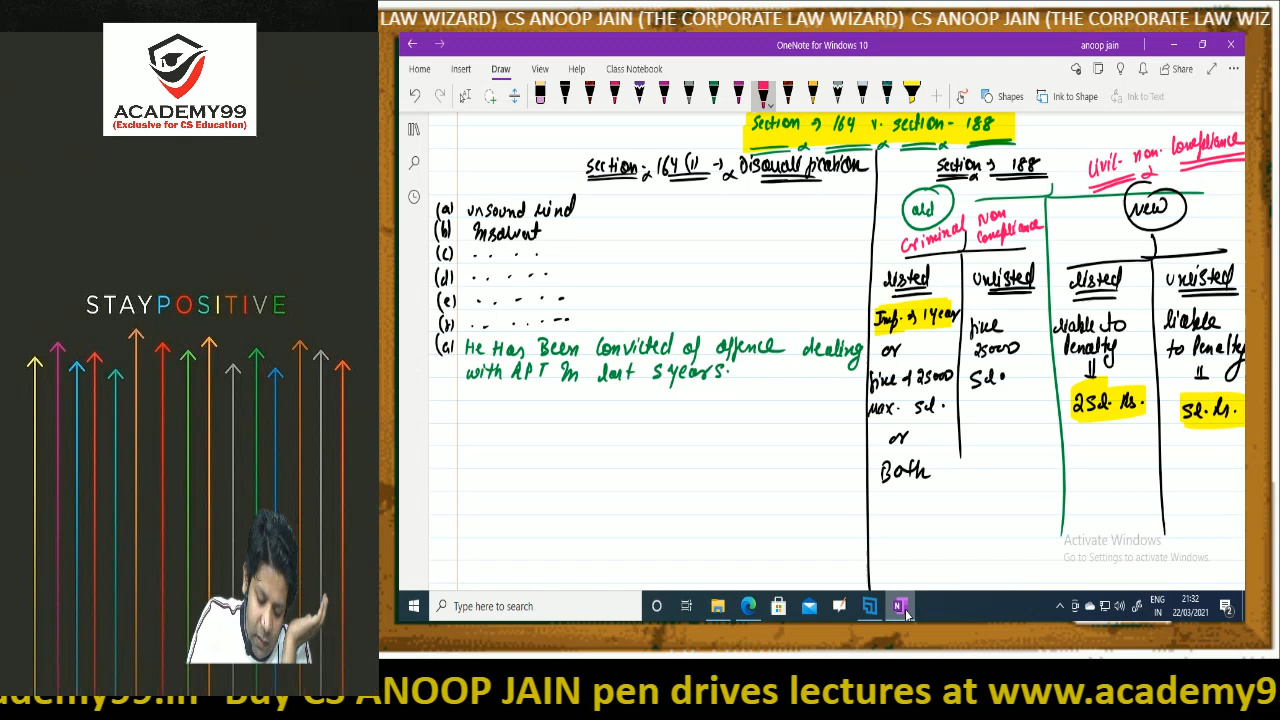 LAW WIZARD) CS ANOOP JAIN (THE CORPORATE LAW WIZARD) CS ANOOP JAIN (THE CORPORATE LAW WIZ
ACADEMY99
(Exclusive for CS Education)
STAYPOSITIVE
OneNote for Windows 10
anoop jain
Home Insert Draw View Help Class Notebook
Share
Shapes Ink to Shape Ink to Text
Section → 164 v. section - 188
Section - 164 (1) → Disqualification
(a) unsound mind
(b) Insolvent
(c) . . . .
(d) . . . .
(e) . . . .
. . . .
He Has Been Convicted of offence dealing
with RPT In last 5 years.
Section → 188
Civil - non. Compliance
old
new
Criminal Non Compliance
listed
Imp. of 1 year
or
fine of 25000
max. 5l.
or
Both
unlisted
fine
25000
5l.
listed
liable to
Penalty
=
25l. Rs.
unlisted
liable
to Penalty
=
5l. Rs.
Activate Windows
Go to Settings to activate Windows.
Type here to search
ENG
IN
21:32
22/03/2021
2
ademy99.in Buy CS ANOOP JAIN pen drives lectures at www.academy9